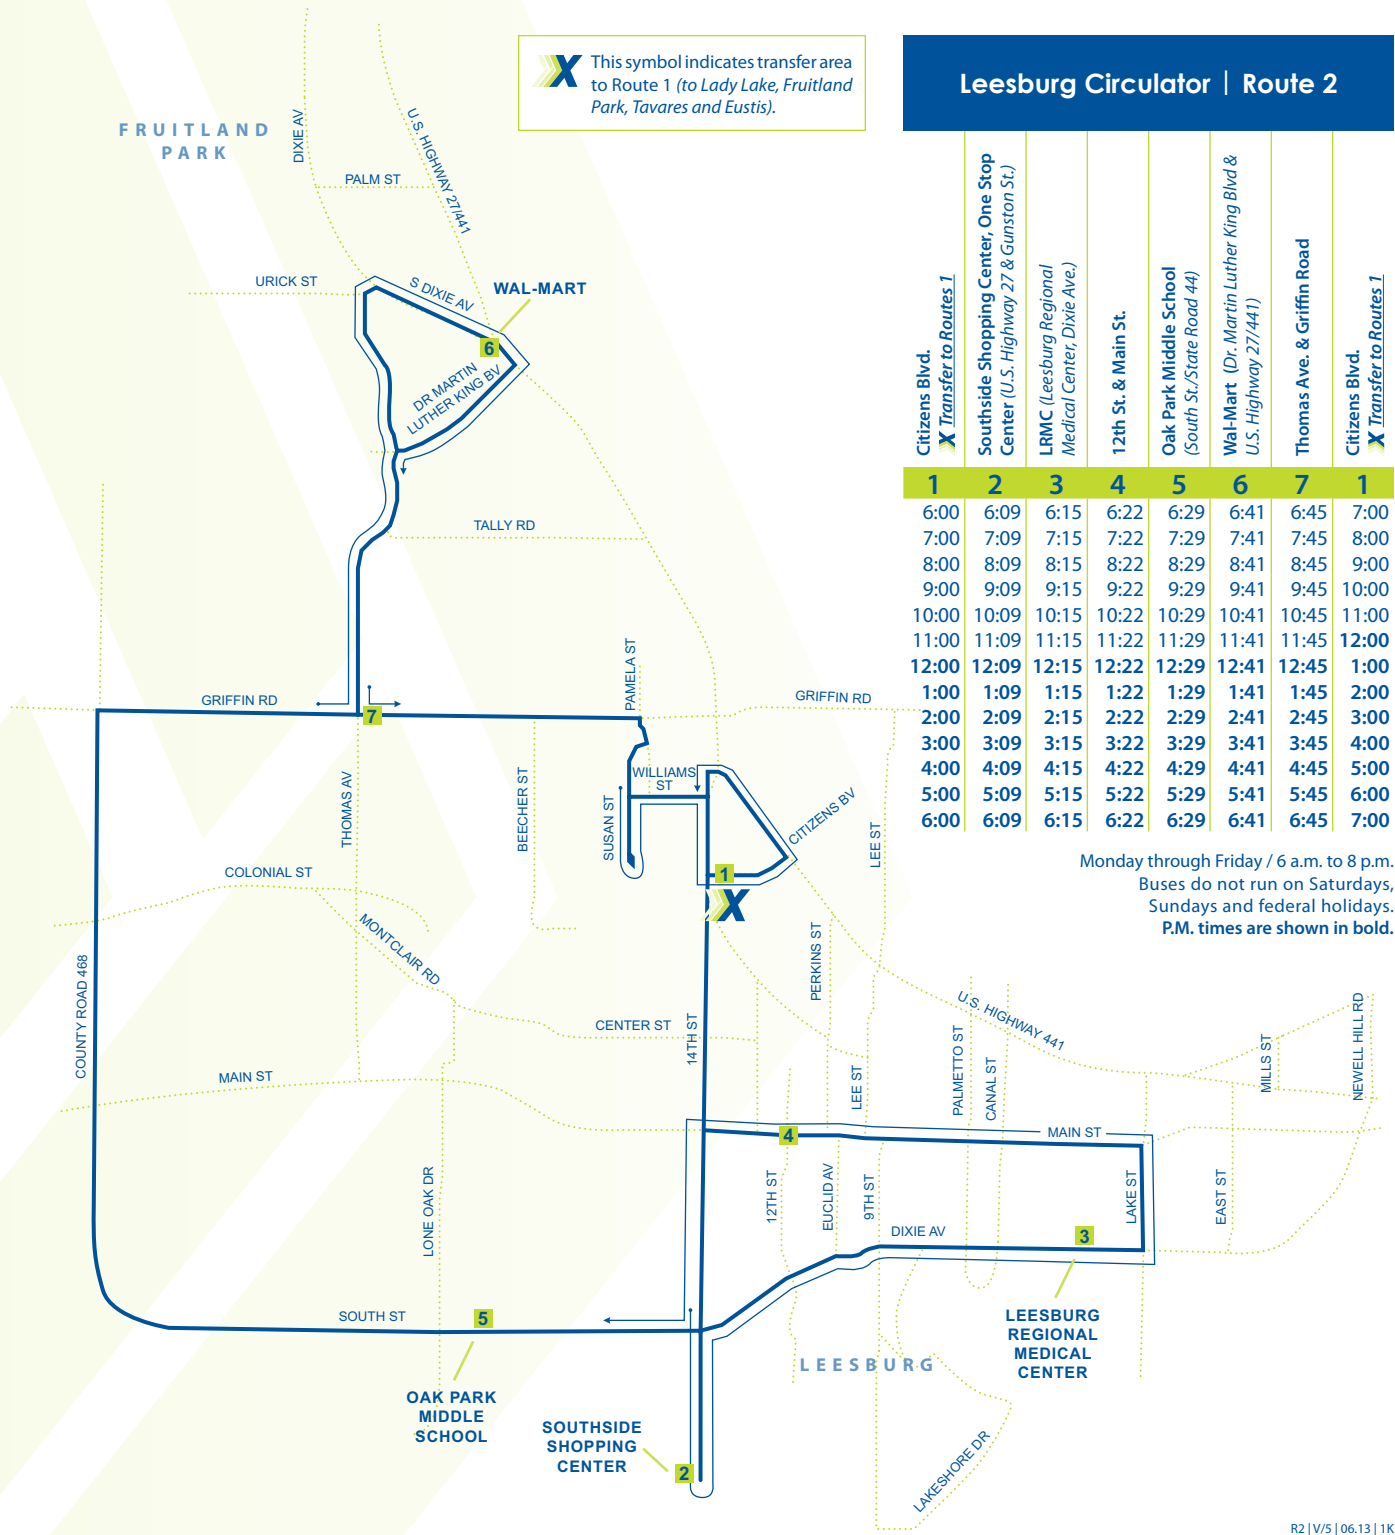 This symbol indicates transfer area
to Route 1 (to Lady Lake, Fruitland
Park, Tavares and Eustis).
Leesburg Circulator | Route 2
Citizens Blvd.
X Transfer to Routes 1
Southside Shopping Center, One Stop
Center (U.S. Highway 27 & Gunston St.)
LRMC (Leesburg Regional
Medical Center, Dixie Ave.)
12th St. & Main St.
Oak Park Middle School
(South St./State Road 44)
Wal-Mart (Dr. Martin Luther King Blvd &
U.S. Highway 27/441)
Thomas Ave. & Griffin Road
Citizens Blvd.
X Transfer to Routes 1
1 2 3 4 5 6 7 1
6:00 6:09 6:15 6:22 6:29 6:41 6:45 7:00
7:00 7:09 7:15 7:22 7:29 7:41 7:45 8:00
8:00 8:09 8:15 8:22 8:29 8:41 8:45 9:00
9:00 9:09 9:15 9:22 9:29 9:41 9:45 10:00
10:00 10:09 10:15 10:22 10:29 10:41 10:45 11:00
11:00 11:09 11:15 11:22 11:29 11:41 11:45 12:00
12:00 12:09 12:15 12:22 12:29 12:41 12:45 1:00
1:00 1:09 1:15 1:22 1:29 1:41 1:45 2:00
2:00 2:09 2:15 2:22 2:29 2:41 2:45 3:00
3:00 3:09 3:15 3:22 3:29 3:41 3:45 4:00
4:00 4:09 4:15 4:22 4:29 4:41 4:45 5:00
5:00 5:09 5:15 5:22 5:29 5:41 5:45 6:00
6:00 6:09 6:15 6:22 6:29 6:41 6:45 7:00
Monday through Friday / 6 a.m. to 8 p.m.
Buses do not run on Saturdays,
Sundays and federal holidays.
P.M. times are shown in bold.
FRUITLAND
PARK
DIXIE AV
U.S. HIGHWAY 27/441
PALM ST
URICK ST
S DIXIE AV
WAL-MART
6
DR MARTIN
LUTHER KING BV
TALLY RD
PAMELA ST
GRIFFIN RD
GRIFFIN RD
7
WILLIAMS
ST
THOMAS AV
BEECHER ST
SUSAN ST
CITIZENS BV
LEE ST
1
X
COLONIAL ST
MONTCLAIR RD
PERKINS ST
COUNTY ROAD 468
CENTER ST
14TH ST
U.S. HIGHWAY 441
PALMETTO ST
CANAL ST
MILLS ST
NEWELL HILL RD
MAIN ST
LEE ST
4
MAIN ST
LONE OAK DR
12TH ST
EUCLID AV
9TH ST
LAKE ST
EAST ST
DIXIE AV
3
SOUTH ST
5
LEESBURG
REGIONAL
MEDICAL
CENTER
LEESBURG
OAK PARK
MIDDLE
SCHOOL
SOUTHSIDE
SHOPPING
CENTER
2
LAKESHORE DR
R2 | V/5 | 06.13 | 1K